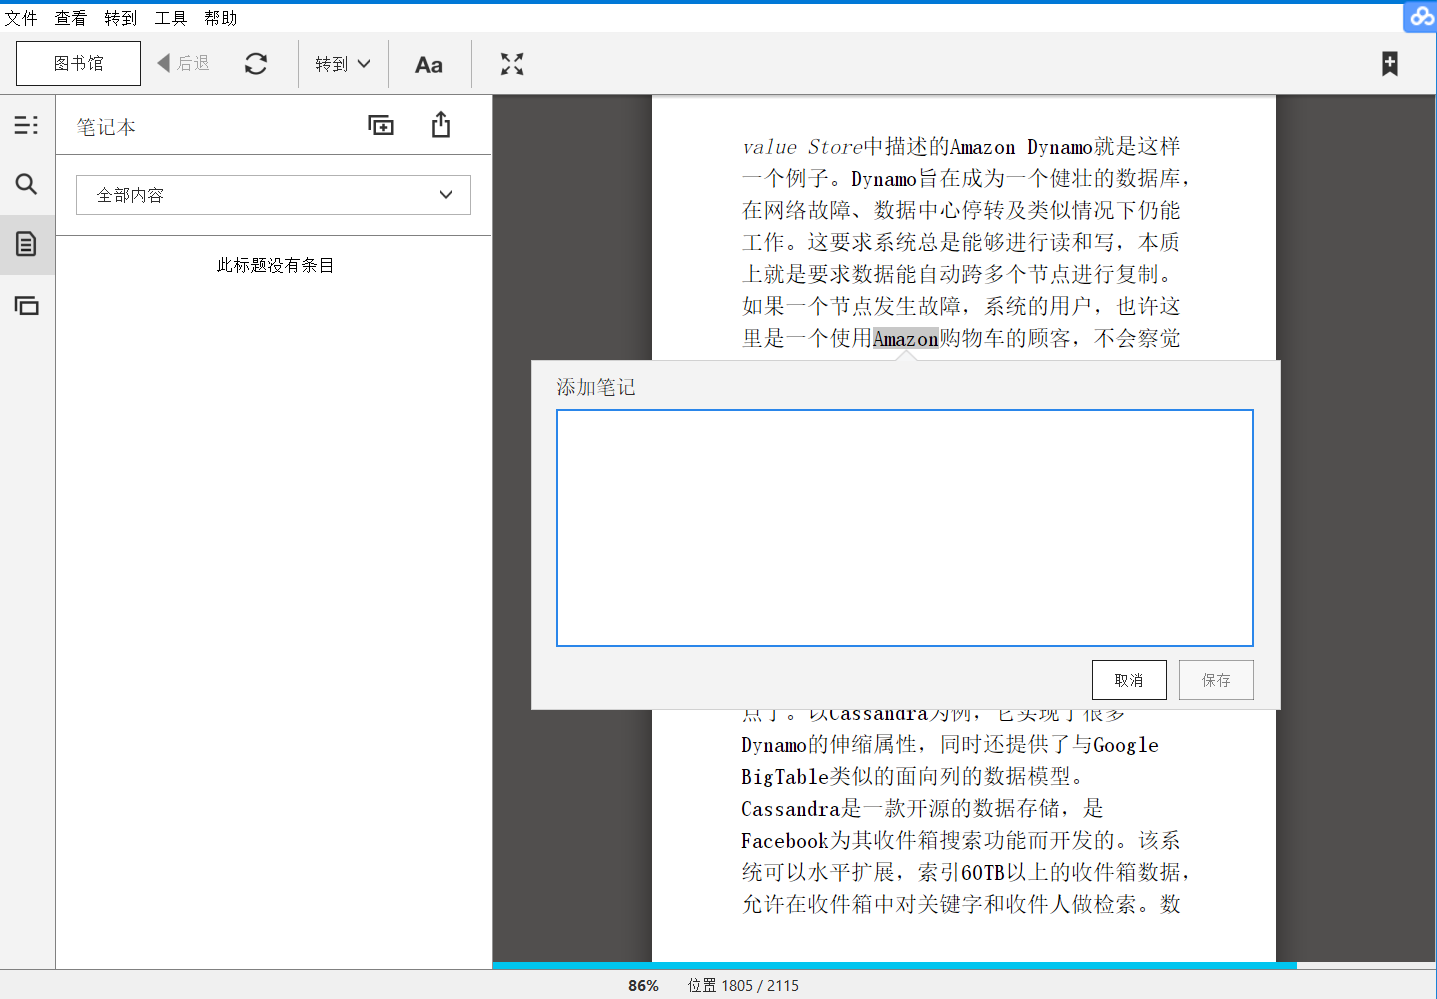 文件 查看 转到 工具 帮助
图书馆 后退 转到 Aa
笔记本
全部内容
此标题没有条目
value Store中描述的Amazon Dynamo就是这样
一个例子。Dynamo旨在成为一个健壮的数据库，
在网络故障、数据中心停转及类似情况下仍能
工作。这要求系统总是能够进行读和写，本质
上就是要求数据能自动跨多个节点进行复制。
如果一个节点发生故障，系统的用户，也许这
里是一个使用Amazon购物车的顾客，不会察觉
添加笔记
取消 保存
点了。以Cassandra为例，它实现了很多
Dynamo的伸缩属性，同时还提供了与Google
BigTable类似的面向列的数据模型。
Cassandra是一款开源的数据存储，是
Facebook为其收件箱搜索功能而开发的。该系
统可以水平扩展，索引60TB以上的收件箱数据，
允许在收件箱中对关键字和收件人做检索。数
86% 位置 1805 / 2115